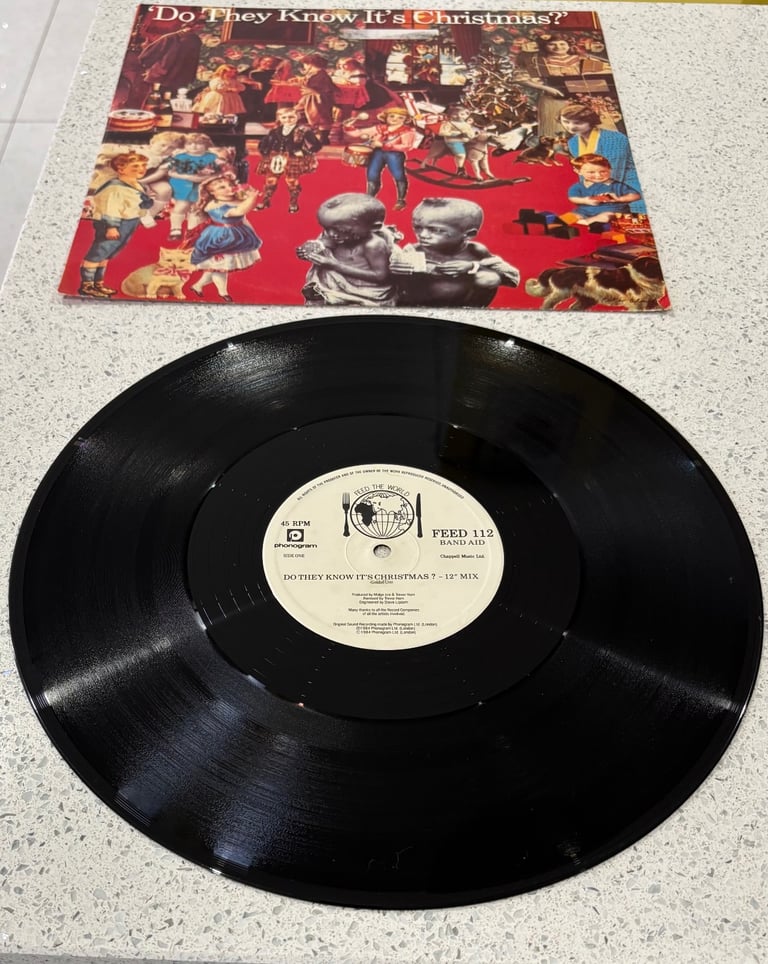 'Do They Know It's Christmas?'
ALL RIGHTS OF THE PRODUCER AND OF THE OWNER OF THE WORK REPRODUCED RESERVED UNAUTHORISED
FEED THE WORLD
45 RPM
FEED 112
BAND AID
phonogram
SIDE ONE
Chappell Music Ltd.
DO THEY KNOW IT'S CHRISTMAS ? – 12" MIX
Geldof/Ure
Produced by Midge Ure & Trevor Horn
Remixed by Trevor Horn
Engineered by Stuart
Many thanks to all the Record Companies
of all the artists involved.
Original Sound Recording made by Phonogram Ltd. (London)
℗ 1984 Phonogram Ltd. (London)
© 1984 Phonogram Ltd. (London)